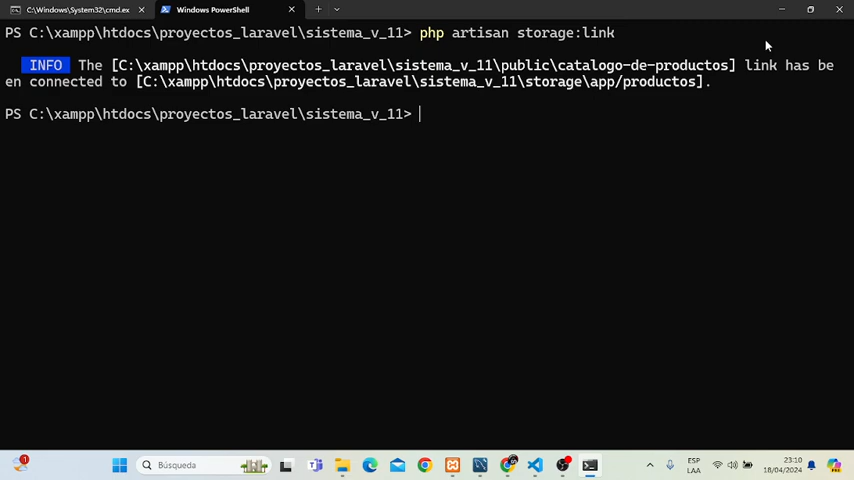 C:\Windows\System32\cmd.ex
Windows PowerShell
PS C:\xampp\htdocs\proyectos_laravel\sistema_v_11> php artisan storage:link
INFO The [C:\xampp\htdocs\proyectos_laravel\sistema_v_11\public\catalogo-de-productos] link has be
en connected to [C:\xampp\htdocs\proyectos_laravel\sistema_v_11\storage\app/productos].
PS C:\xampp\htdocs\proyectos_laravel\sistema_v_11>
Búsqueda
ESP
LAA
23:10
18/04/2024